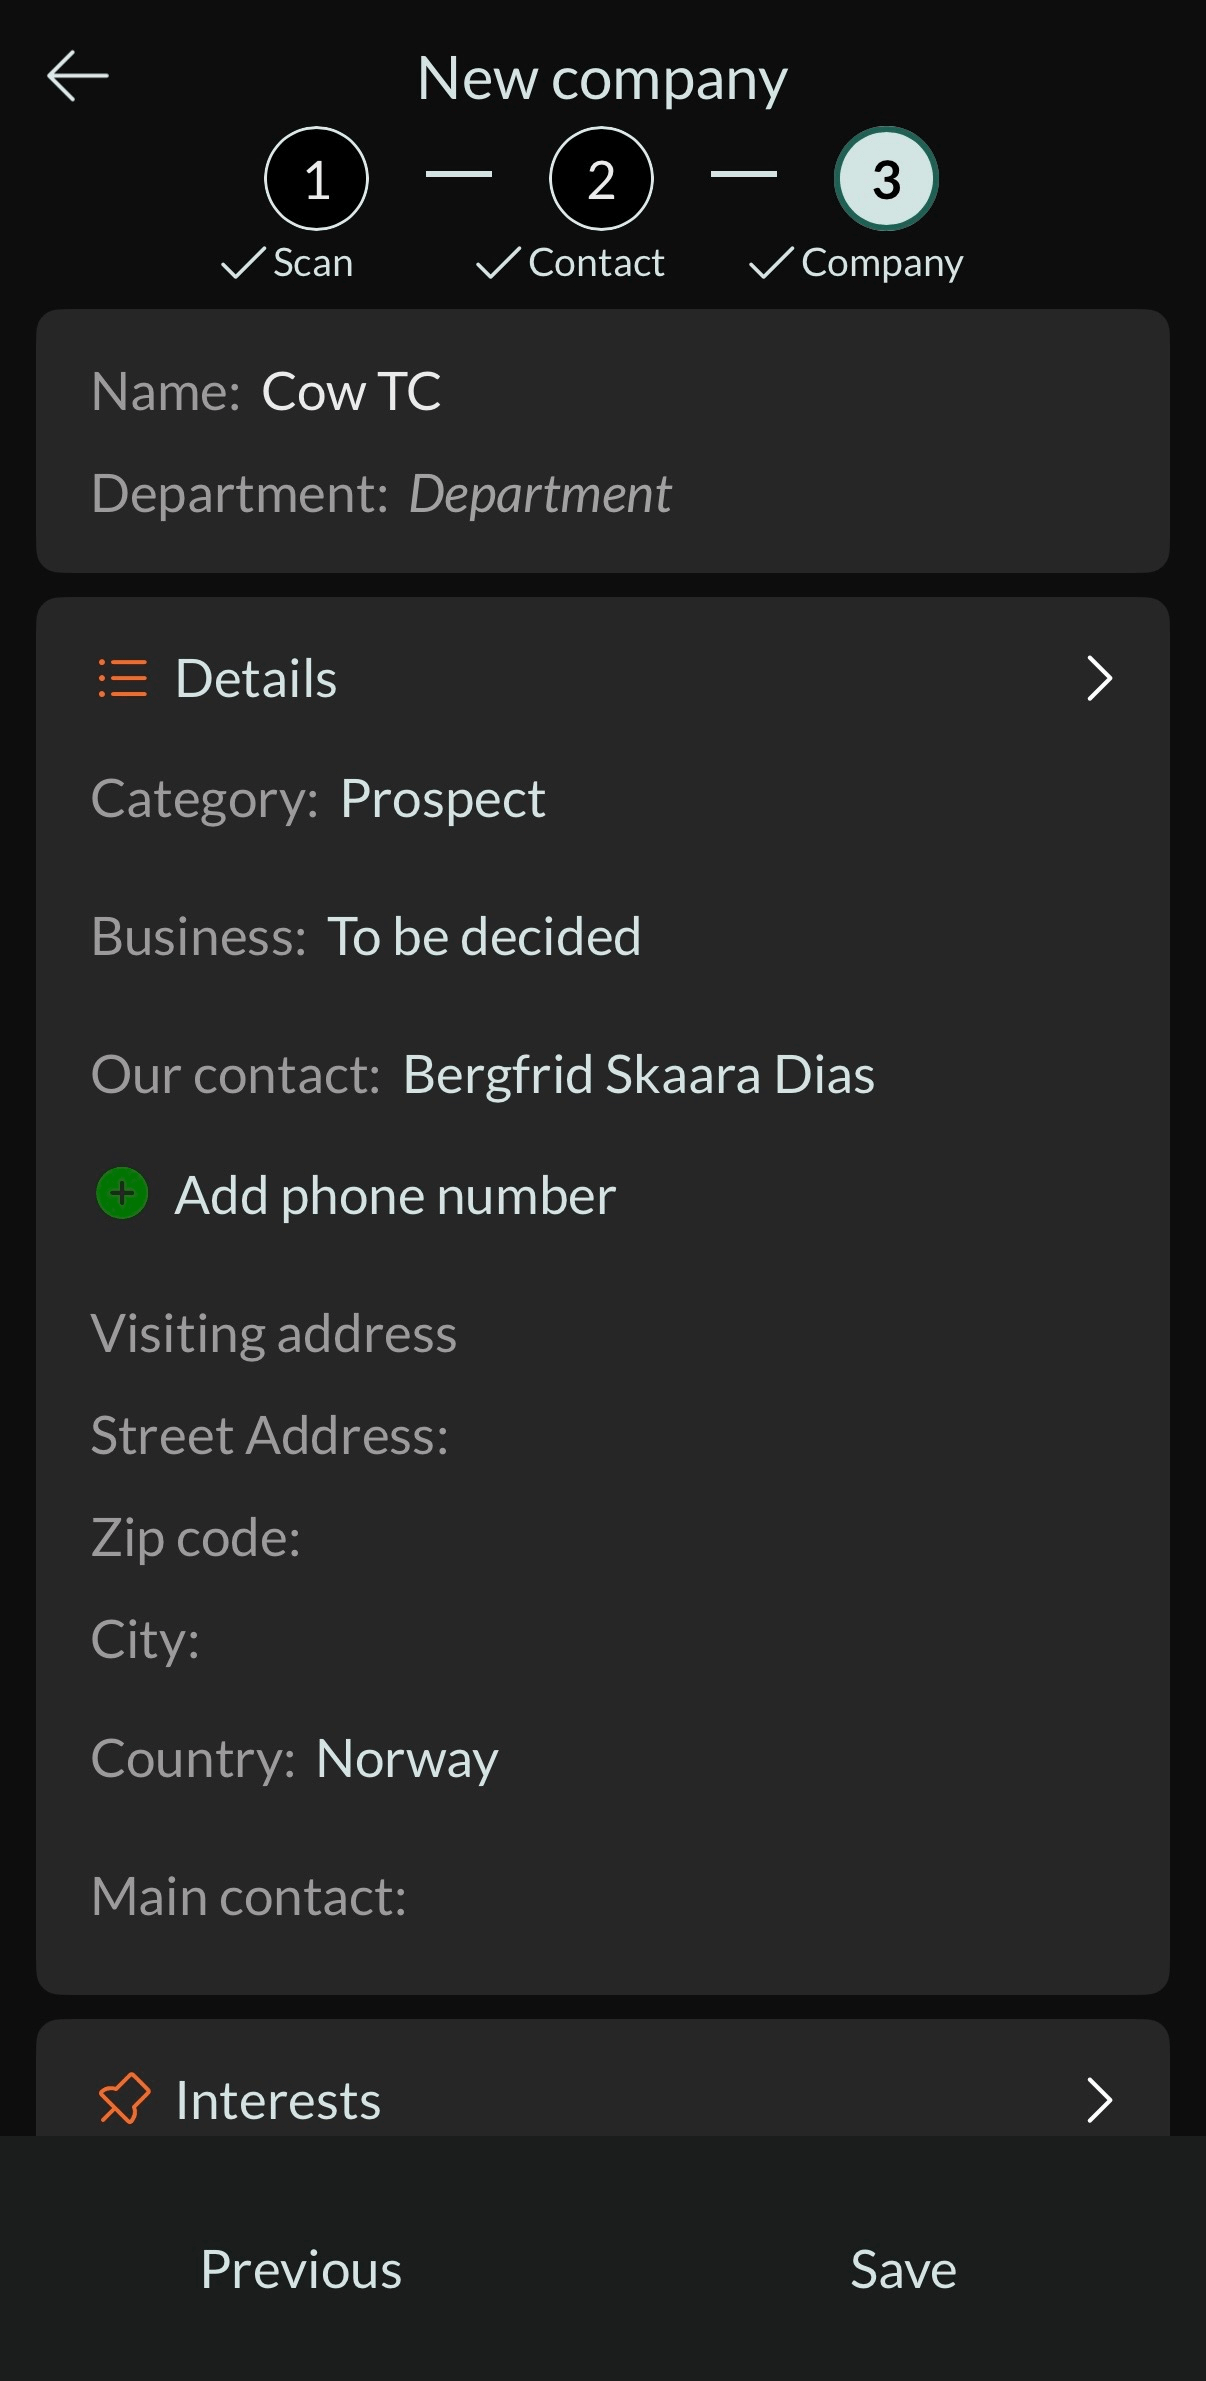 New company
1
2
3
Scan
Contact
Company
Name: Cow TC
Department: Department
Details
Category: Prospect
Business: To be decided
Our contact: Bergfrid Skaara Dias
Add phone number
Visiting address
Street Address:
Zip code:
City:
Country: Norway
Main contact:
Interests
Previous
Save